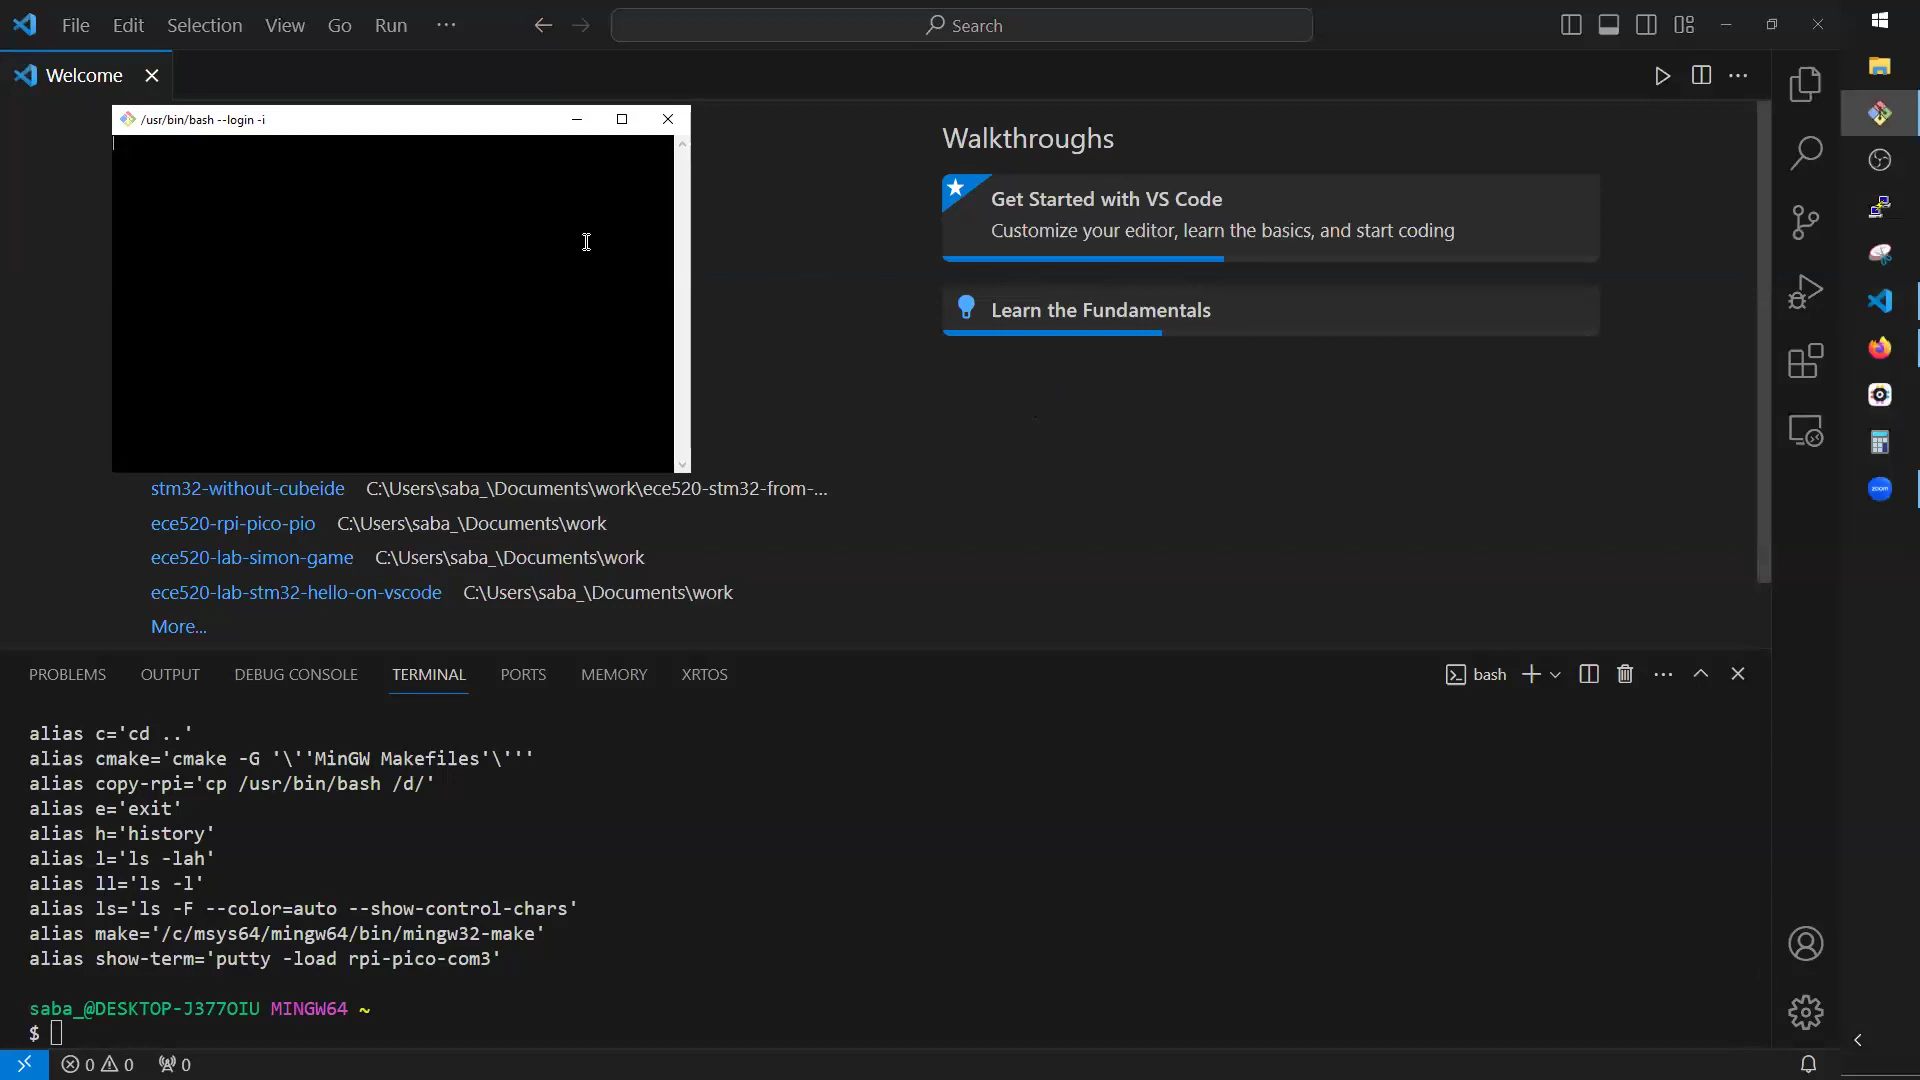 File Edit Selection View Go Run ··· Search
Welcome
/usr/bin/bash --login -i
Walkthroughs
Get Started with VS Code
Customize your editor, learn the basics, and start coding
Learn the Fundamentals
stm32-without-cubeide C:\Users\saba_\Documents\work\ece520-stm32-from-...
ece520-rpi-pico-pio C:\Users\saba_\Documents\work
ece520-lab-simon-game C:\Users\saba_\Documents\work
ece520-lab-stm32-hello-on-vscode C:\Users\saba_\Documents\work
More...
zoom
PROBLEMS OUTPUT DEBUG CONSOLE TERMINAL PORTS MEMORY XRTOS bash
alias c='cd ..'
alias cmake='cmake -G '\''MinGW Makefiles'\'''
alias copy-rpi='cp /usr/bin/bash /d/'
alias e='exit'
alias h='history'
alias l='ls -lah'
alias ll='ls -l'
alias ls='ls -F --color=auto --show-control-chars'
alias make='/c/msys64/mingw64/bin/mingw32-make'
alias show-term='putty -load rpi-pico-com3'
saba_@DESKTOP-J377OIU MINGW64 ~
$
0 0 0